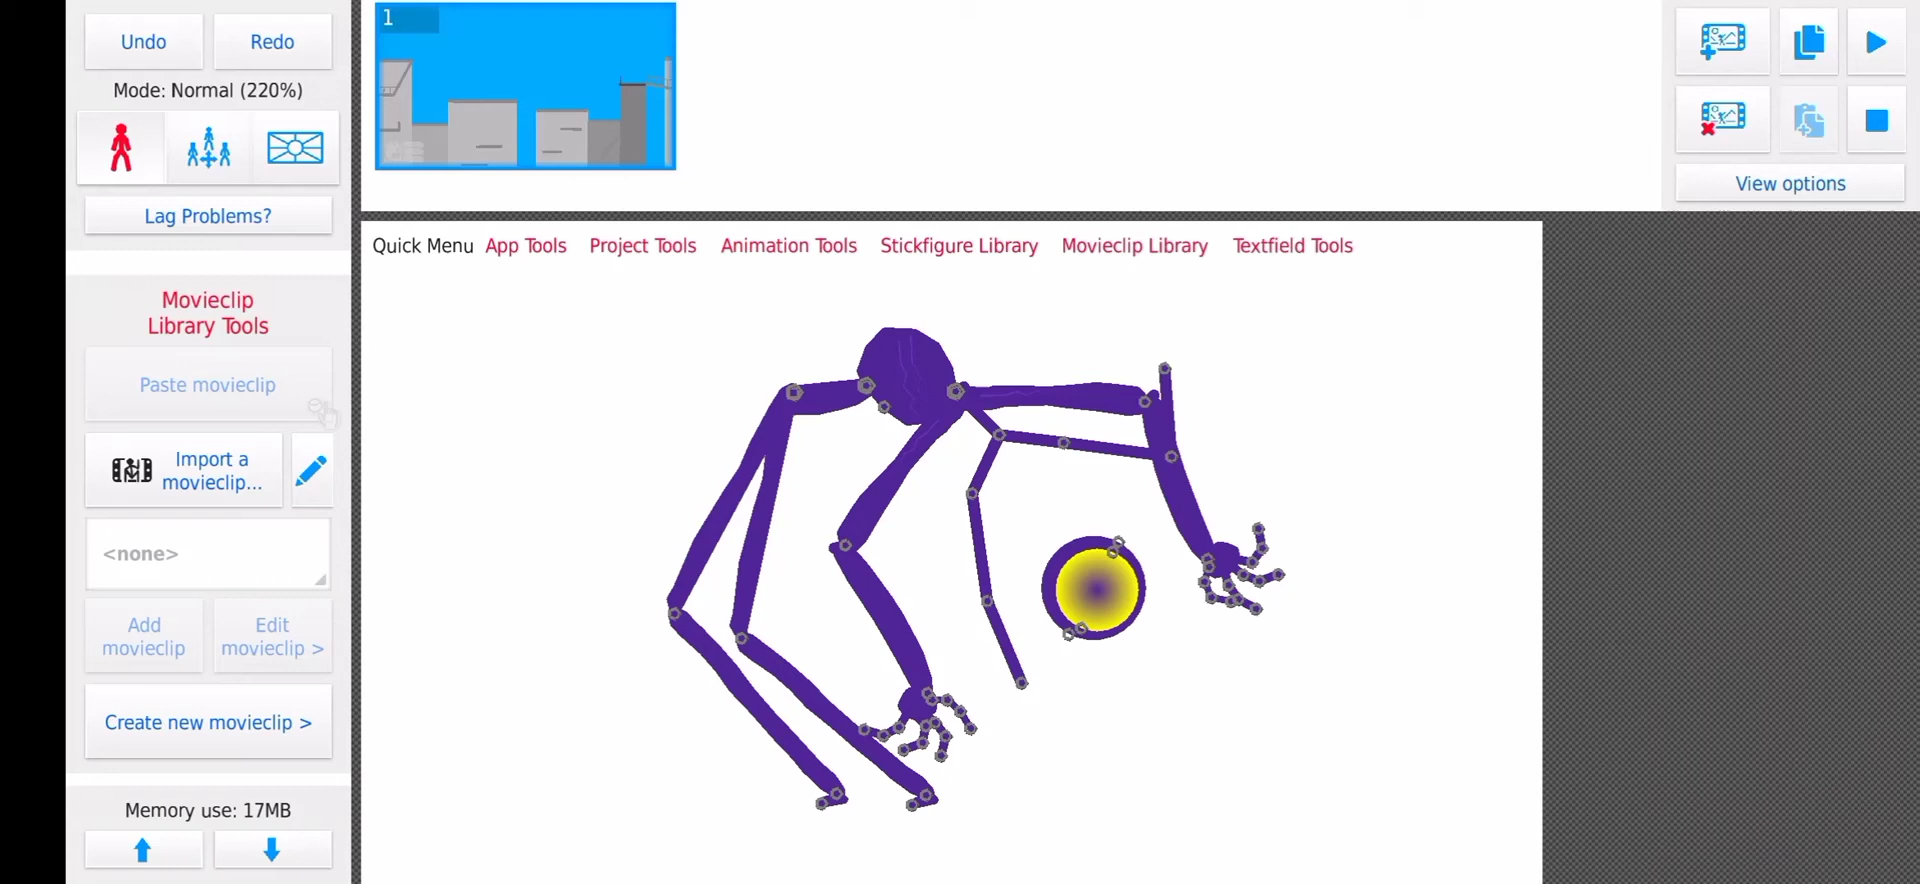 Undo
Redo
Mode: Normal (220%)
Lag Problems?
Movieclip
Library Tools
Paste movieclip
Import a
movieclip...
<none>
Add
movieclip
Edit
movieclip >
Create new movieclip >
Memory use: 17MB
1
View options
Quick Menu App Tools Project Tools Animation Tools Stickfigure Library Movieclip Library Textfield Tools